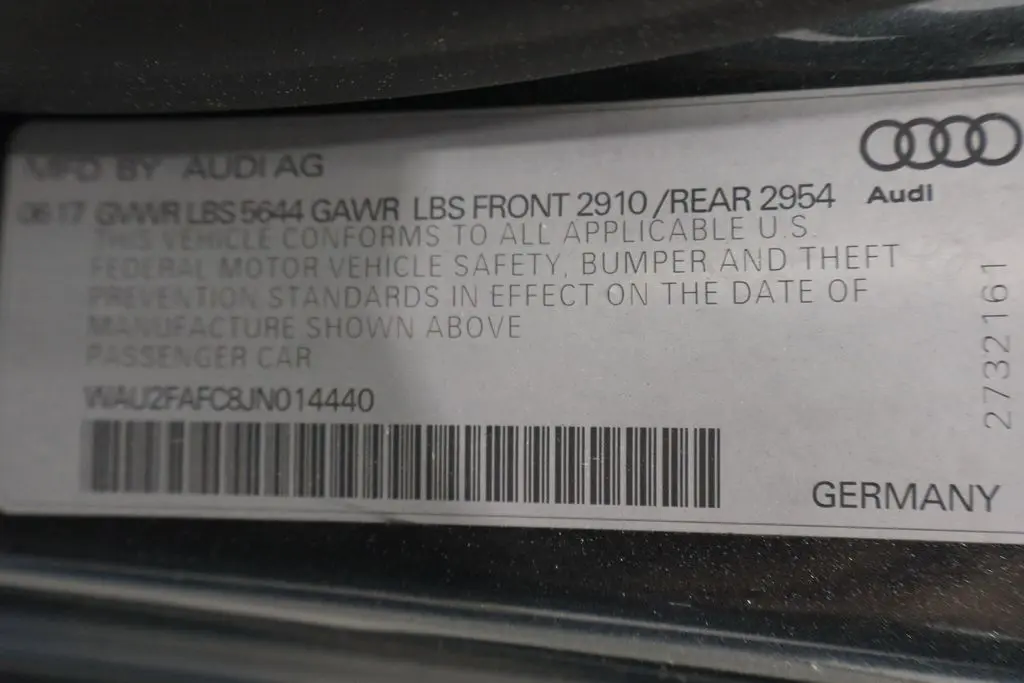 MFD BY AUDI AG
06.17 GVWR LBS 5644 GAWR LBS FRONT 2910 /REAR 2954
Audi
THIS VEHICLE CONFORMS TO ALL APPLICABLE U.S.
FEDERAL MOTOR VEHICLE SAFETY, BUMPER AND THEFT
PREVENTION STANDARDS IN EFFECT ON THE DATE OF
MANUFACTURE SHOWN ABOVE
PASSENGER CAR
WAU2FAFC8JN014440
GERMANY
2732161